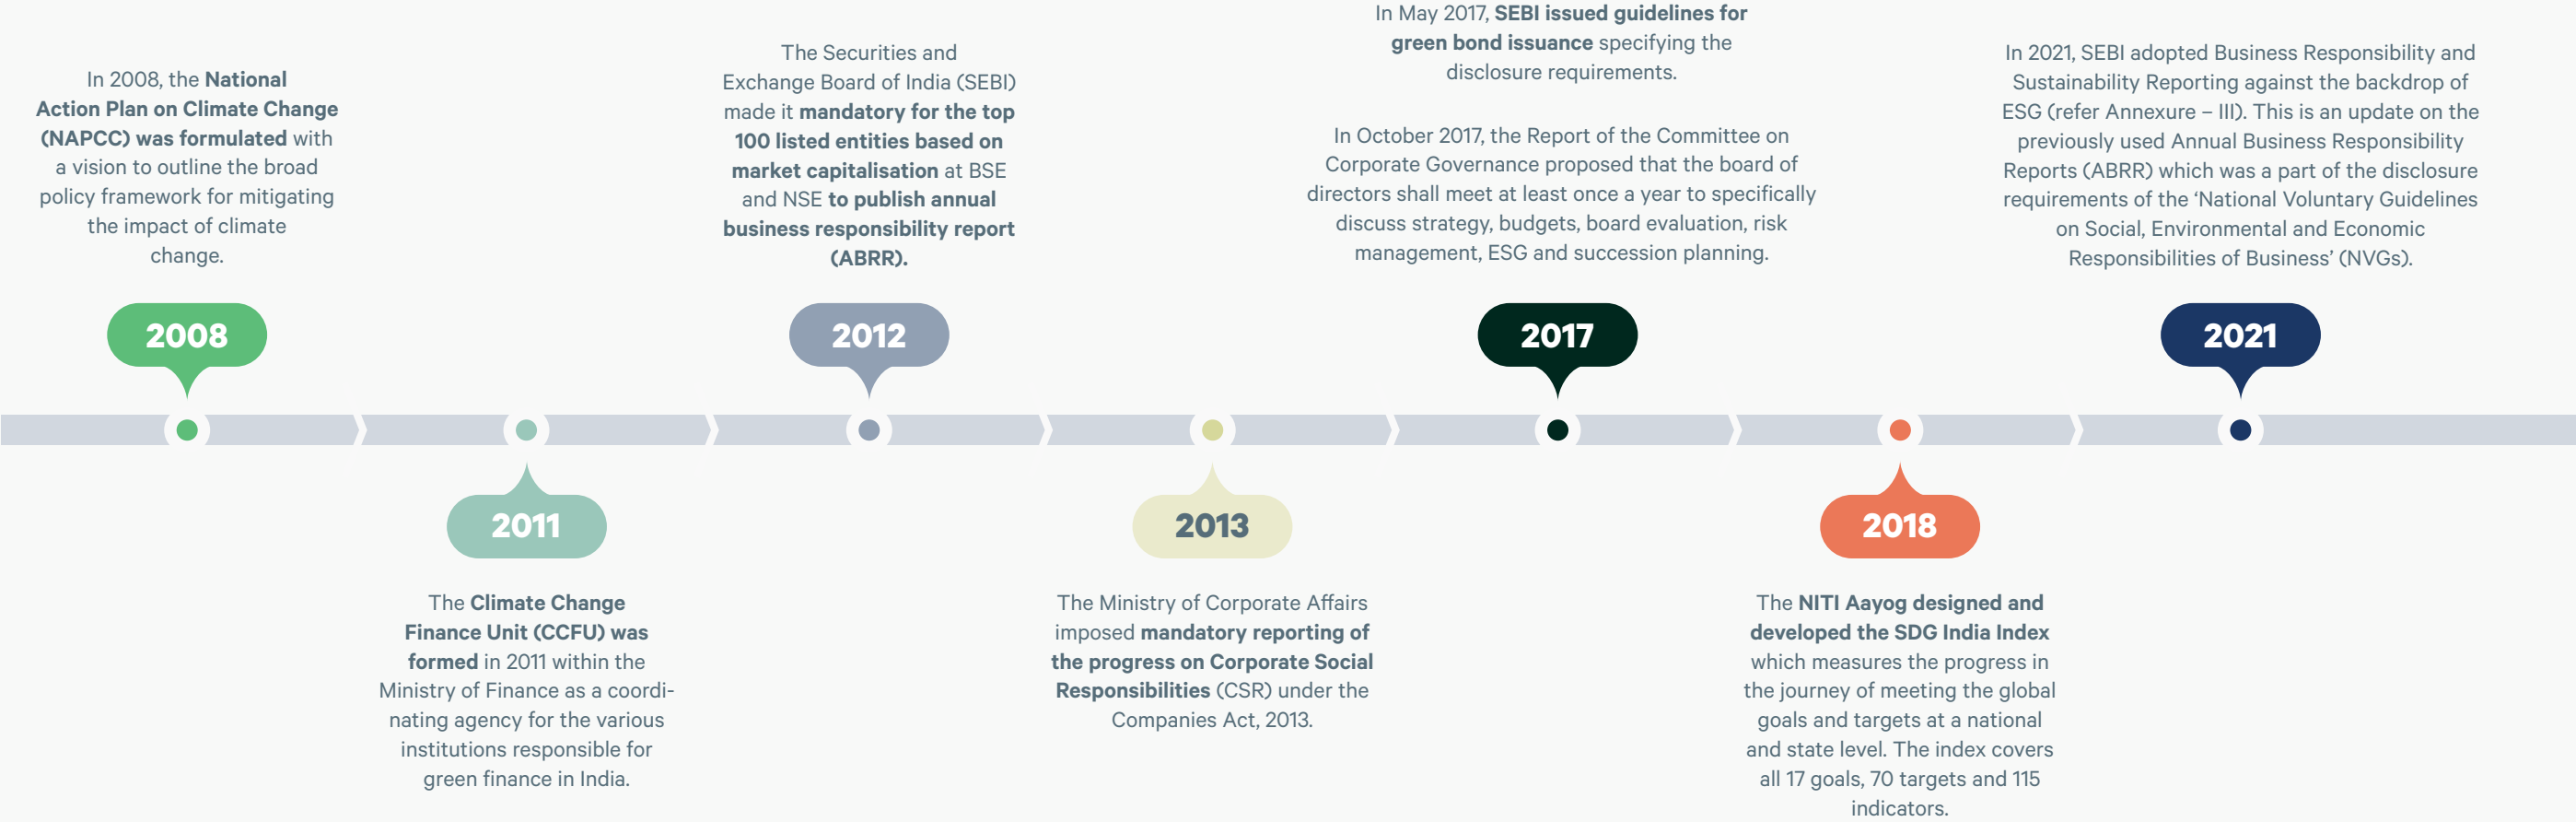 In 2008, the National
Action Plan on Climate Change
(NAPCC) was formulated with
a vision to outline the broad
policy framework for mitigating
the impact of climate
change.
2008
The Climate Change
Finance Unit (CCFU) was
formed in 2011 within the
Ministry of Finance as a coordi-
nating agency for the various
institutions responsible for
green finance in India.
2011
The Securities and
Exchange Board of India (SEBI)
made it mandatory for the top
100 listed entities based on
market capitalisation at BSE
and NSE to publish annual
business responsibility report
(ABRR).
2012
2013
The Ministry of Corporate Affairs
imposed mandatory reporting of
the progress on Corporate Social
Responsibilities (CSR) under the
Companies Act, 2013.
In May 2017, SEBI issued guidelines for
green bond issuance specifying the
disclosure requirements.
In October 2017, the Report of the Committee on
Corporate Governance proposed that the board of
directors shall meet at least once a year to specifically
discuss strategy, budgets, board evaluation, risk
management, ESG and succession planning.
2017
2018
The NITI Aayog designed and
developed the SDG India Index
which measures the progress in
the journey of meeting the global
goals and targets at a national
and state level. The index covers
all 17 goals, 70 targets and 115
indicators.
In 2021, SEBI adopted Business Responsibility and
Sustainability Reporting against the backdrop of
ESG (refer Annexure – III). This is an update on the
previously used Annual Business Responsibility
Reports (ABRR) which was a part of the disclosure
requirements of the ‘National Voluntary Guidelines
on Social, Environmental and Economic
Responsibilities of Business’ (NVGs).
2021